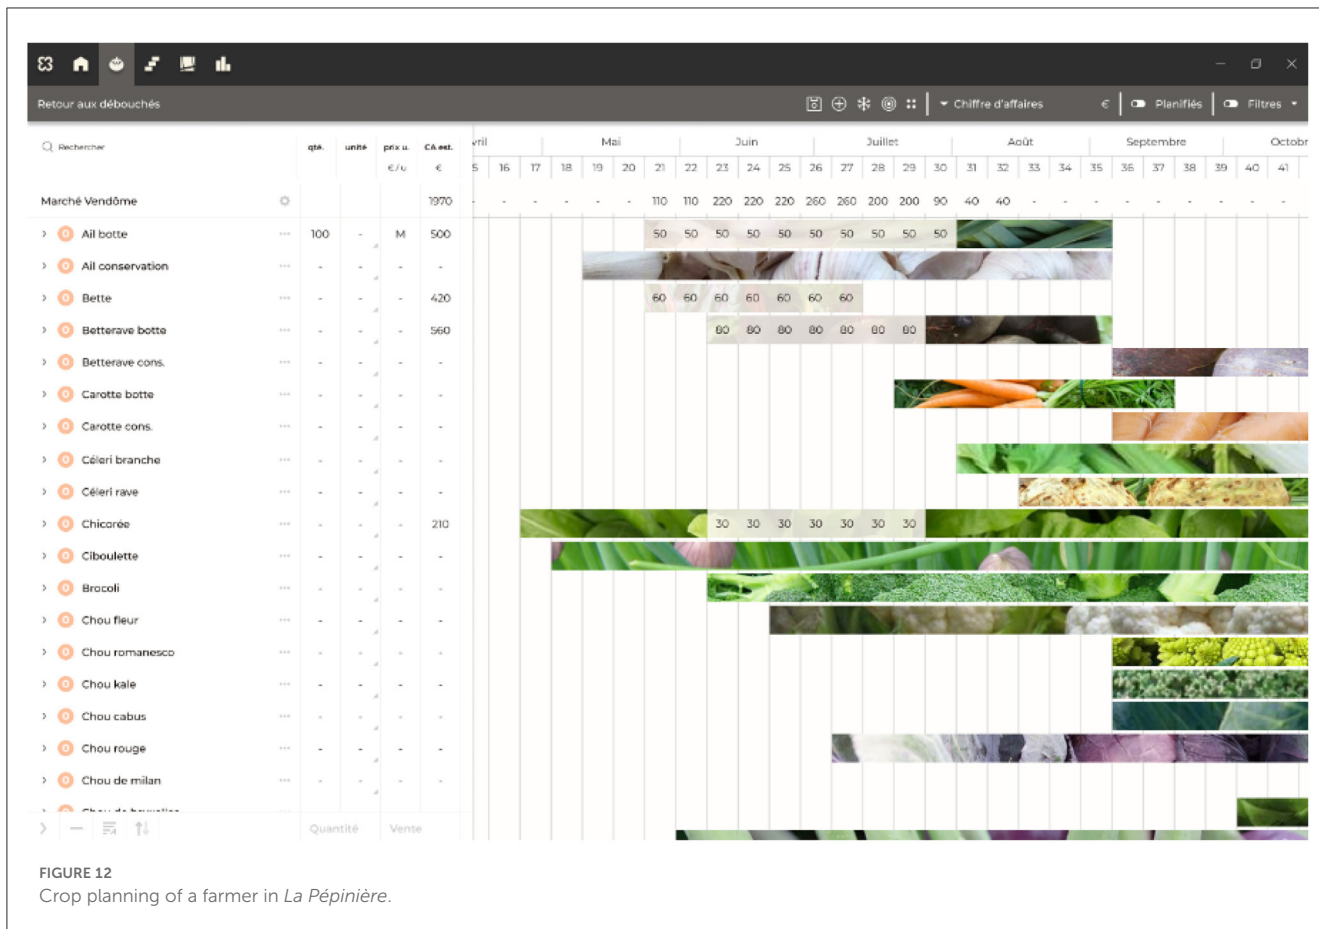 Retour aux débouchés
Chiffre d'affaires € Planifiés Filtres
Rechercher qté. unité prix u. CA est. vril Mai Juin Juillet Août Septembre Octobr
€/u € 5 16 17 18 19 20 21 22 23 24 25 26 27 28 29 30 31 32 33 34 35 36 37 38 39 40 41
Marché Vendôme 1970 - - - - - - 110 110 220 220 220 260 260 200 200 90 40 40 - - - - - - - - -
Ail botte 100 - M 500 50 50 50 50 50 50 50 50 50 50
Ail conservation - - - -
Bette - - - 420 60 60 60 60 60 60 60
Betterave botte - - - 560 80 80 80 80 80 80 80
Betterave cons. - - - -
Carotte botte - - - -
Carotte cons. - - - -
Céleri branche - - - -
Céleri rave - - - -
Chicorée - - - 210 30 30 30 30 30 30 30
Ciboulette - - - -
Brocoli - - - -
Chou fleur - - - -
Chou romanesco - - - -
Chou kale - - - -
Chou cabus - - - -
Chou rouge - - - -
Chou de milan - - - -
Chou de bruxelles
Quantité Vente
FIGURE 12
Crop planning of a farmer in La Pépinière.